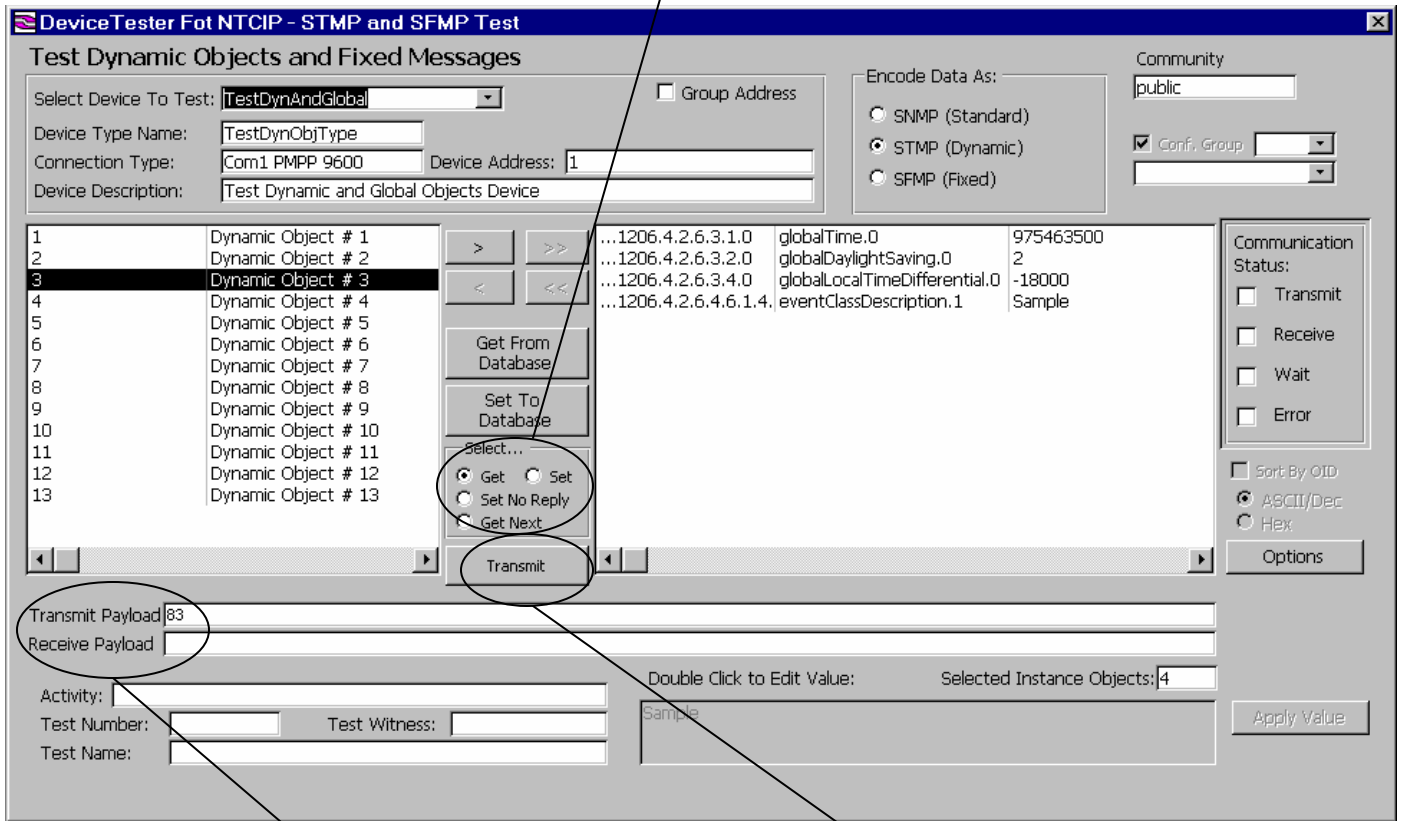 DeviceTester Fot NTCIP - STMP and SFMP Test
Test Dynamic Objects and Fixed Messages
Select Device To Test: TestDynAndGlobal
Group Address
Device Type Name: TestDynObjType
Connection Type: Com1 PMPP 9600 Device Address: 1
Device Description: Test Dynamic and Global Objects Device
Encode Data As:
SNMP (Standard)
STMP (Dynamic)
SFMP (Fixed)
Community
public
Conf. Group
1 Dynamic Object # 1
2 Dynamic Object # 2
3 Dynamic Object # 3
4 Dynamic Object # 4
5 Dynamic Object # 5
6 Dynamic Object # 6
7 Dynamic Object # 7
8 Dynamic Object # 8
9 Dynamic Object # 9
10 Dynamic Object # 10
11 Dynamic Object # 11
12 Dynamic Object # 12
13 Dynamic Object # 13
> >>
< <<
Get From
Database
Set To
Database
Select...
Get Set
Set No Reply
Get Next
Transmit
...1206.4.2.6.3.1.0 globalTime.0 975463500
...1206.4.2.6.3.2.0 globalDaylightSaving.0 2
...1206.4.2.6.3.4.0 globalLocalTimeDifferential.0 -18000
...1206.4.2.6.4.6.1.4. eventClassDescription.1 Sample
Communication
Status:
Transmit
Receive
Wait
Error
Sort By OID
ASCII/Dec
Hex
Options
Transmit Payload 83
Receive Payload
Activity:
Test Number: Test Witness:
Test Name:
Double Click to Edit Value: Selected Instance Objects: 4
Sample
Apply Value